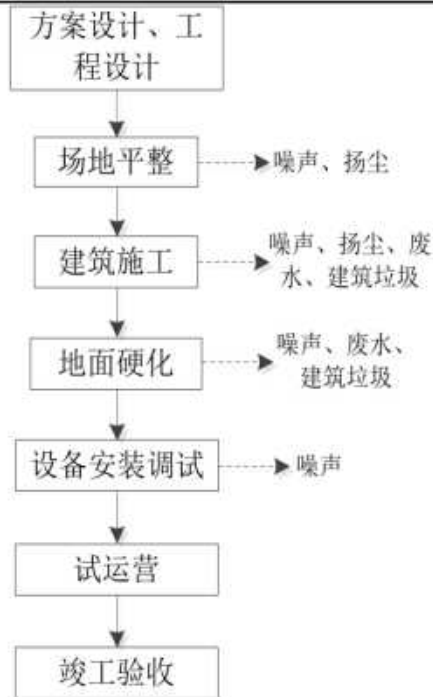 方案设计、工
程设计
场地平整
噪声、扬尘
建筑施工
噪声、扬尘、废
水、建筑垃圾
地面硬化
噪声、废水、
建筑垃圾
设备安装调试
噪声
试运营
竣工验收